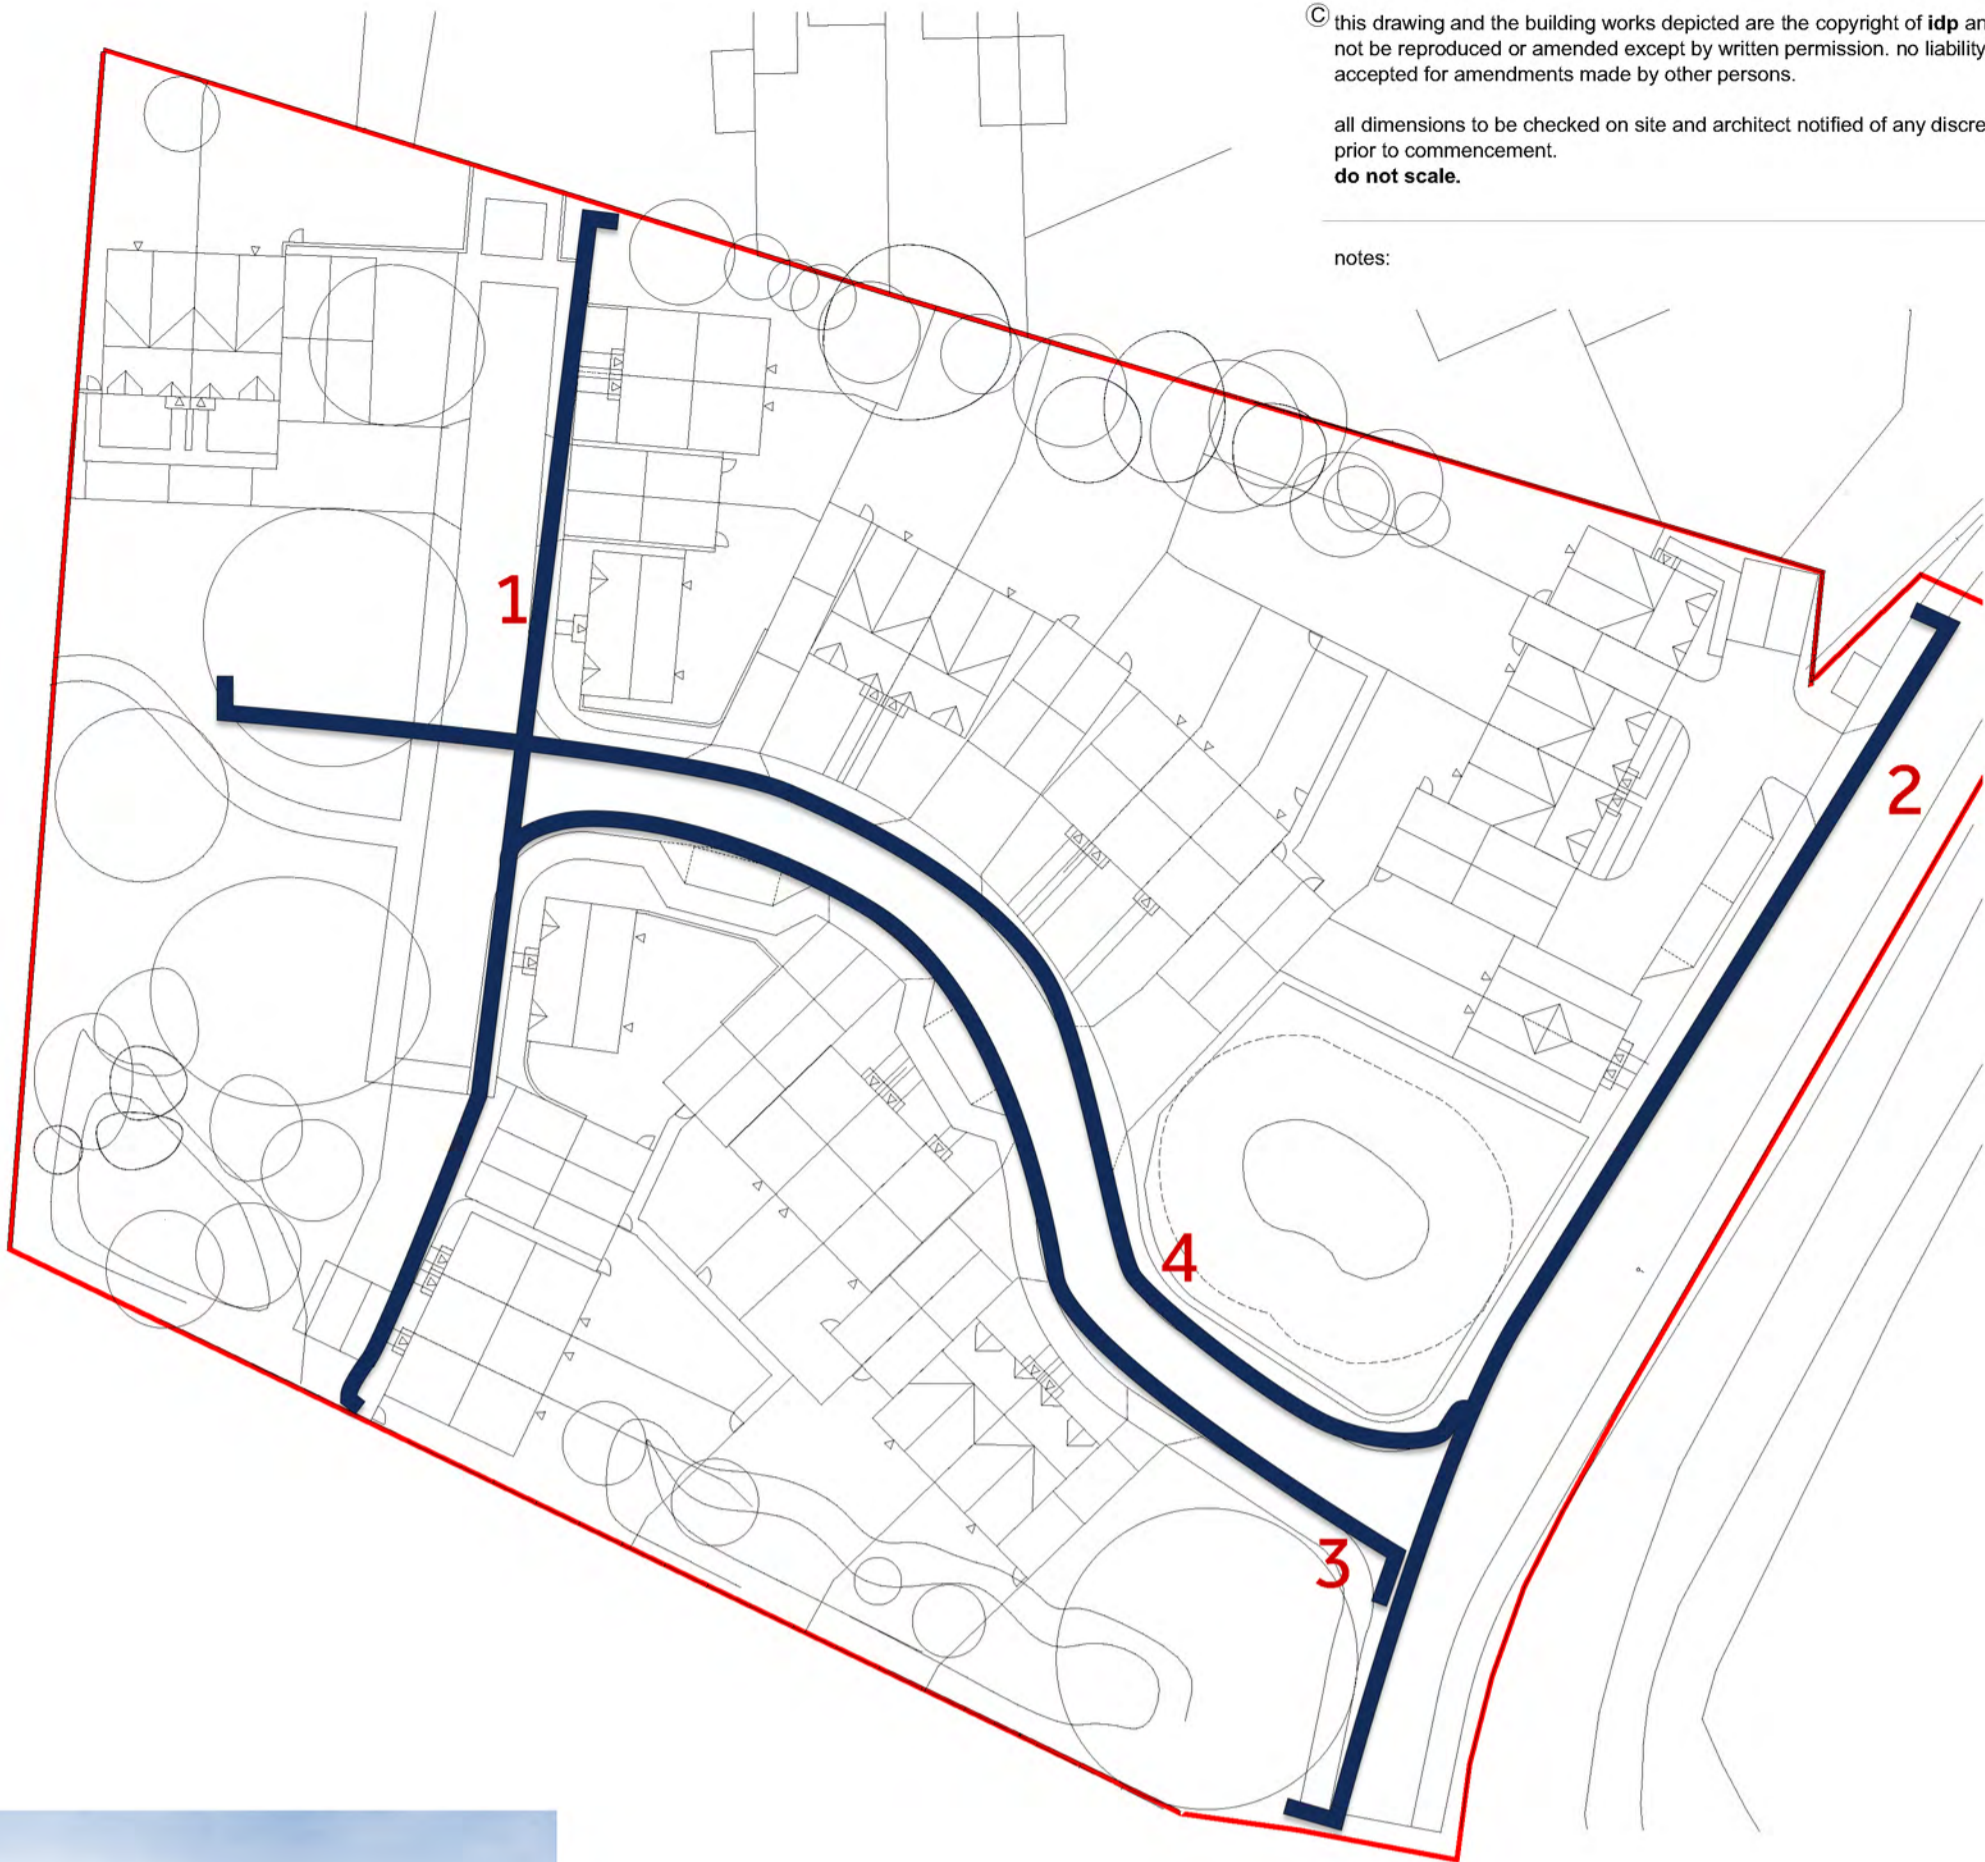 © this drawing and the building works depicted are the copyright of idp an
not be reproduced or amended except by written permission. no liability
accepted for amendments made by other persons.
all dimensions to be checked on site and architect notified of any discre
prior to commencement.
do not scale.
notes:
1
2
4
3